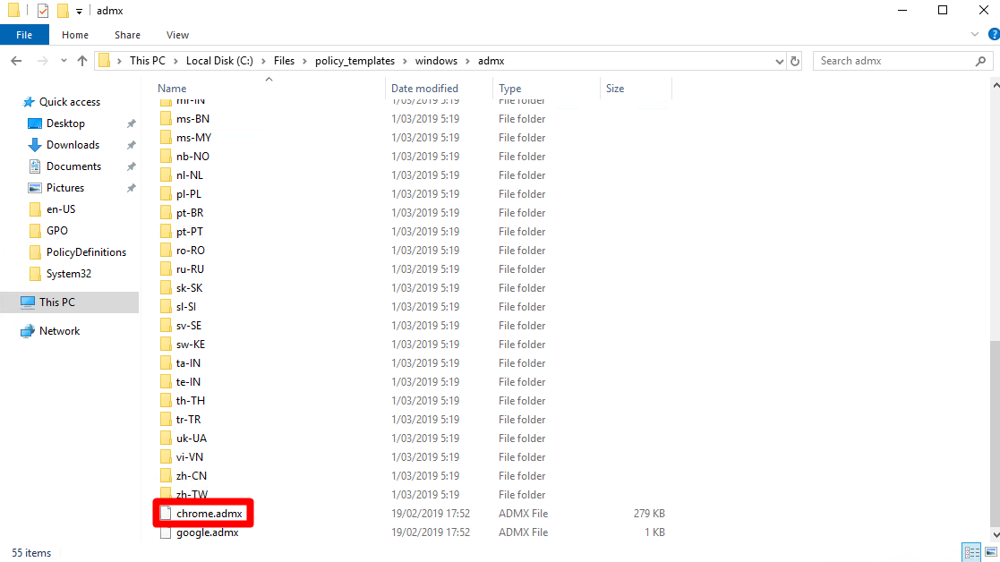 admx
File Home Share View
This PC Local Disk (C:) Files policy_templates windows admx Search admx
Name Date modified Type Size
Quick access
Desktop
Downloads
Documents
Pictures
en-US
GPO
PolicyDefinitions
System32
This PC
Network
mr-IN 1/03/2019 5:19 File folder
ms-BN 1/03/2019 5:19 File folder
ms-MY 1/03/2019 5:19 File folder
nb-NO 1/03/2019 5:19 File folder
nl-NL 1/03/2019 5:19 File folder
pl-PL 1/03/2019 5:19 File folder
pt-BR 1/03/2019 5:19 File folder
pt-PT 1/03/2019 5:19 File folder
ro-RO 1/03/2019 5:19 File folder
ru-RU 1/03/2019 5:19 File folder
sk-SK 1/03/2019 5:19 File folder
sl-SI 1/03/2019 5:19 File folder
sv-SE 1/03/2019 5:19 File folder
sw-KE 1/03/2019 5:19 File folder
ta-IN 1/03/2019 5:19 File folder
te-IN 1/03/2019 5:19 File folder
th-TH 1/03/2019 5:19 File folder
tr-TR 1/03/2019 5:19 File folder
uk-UA 1/03/2019 5:19 File folder
vi-VN 1/03/2019 5:19 File folder
zh-CN 1/03/2019 5:19 File folder
zh-TW 1/03/2019 5:19 File folder
chrome.admx 19/02/2019 17:52 ADMX File 279 KB
google.admx 19/02/2019 17:52 ADMX File 1 KB
55 items